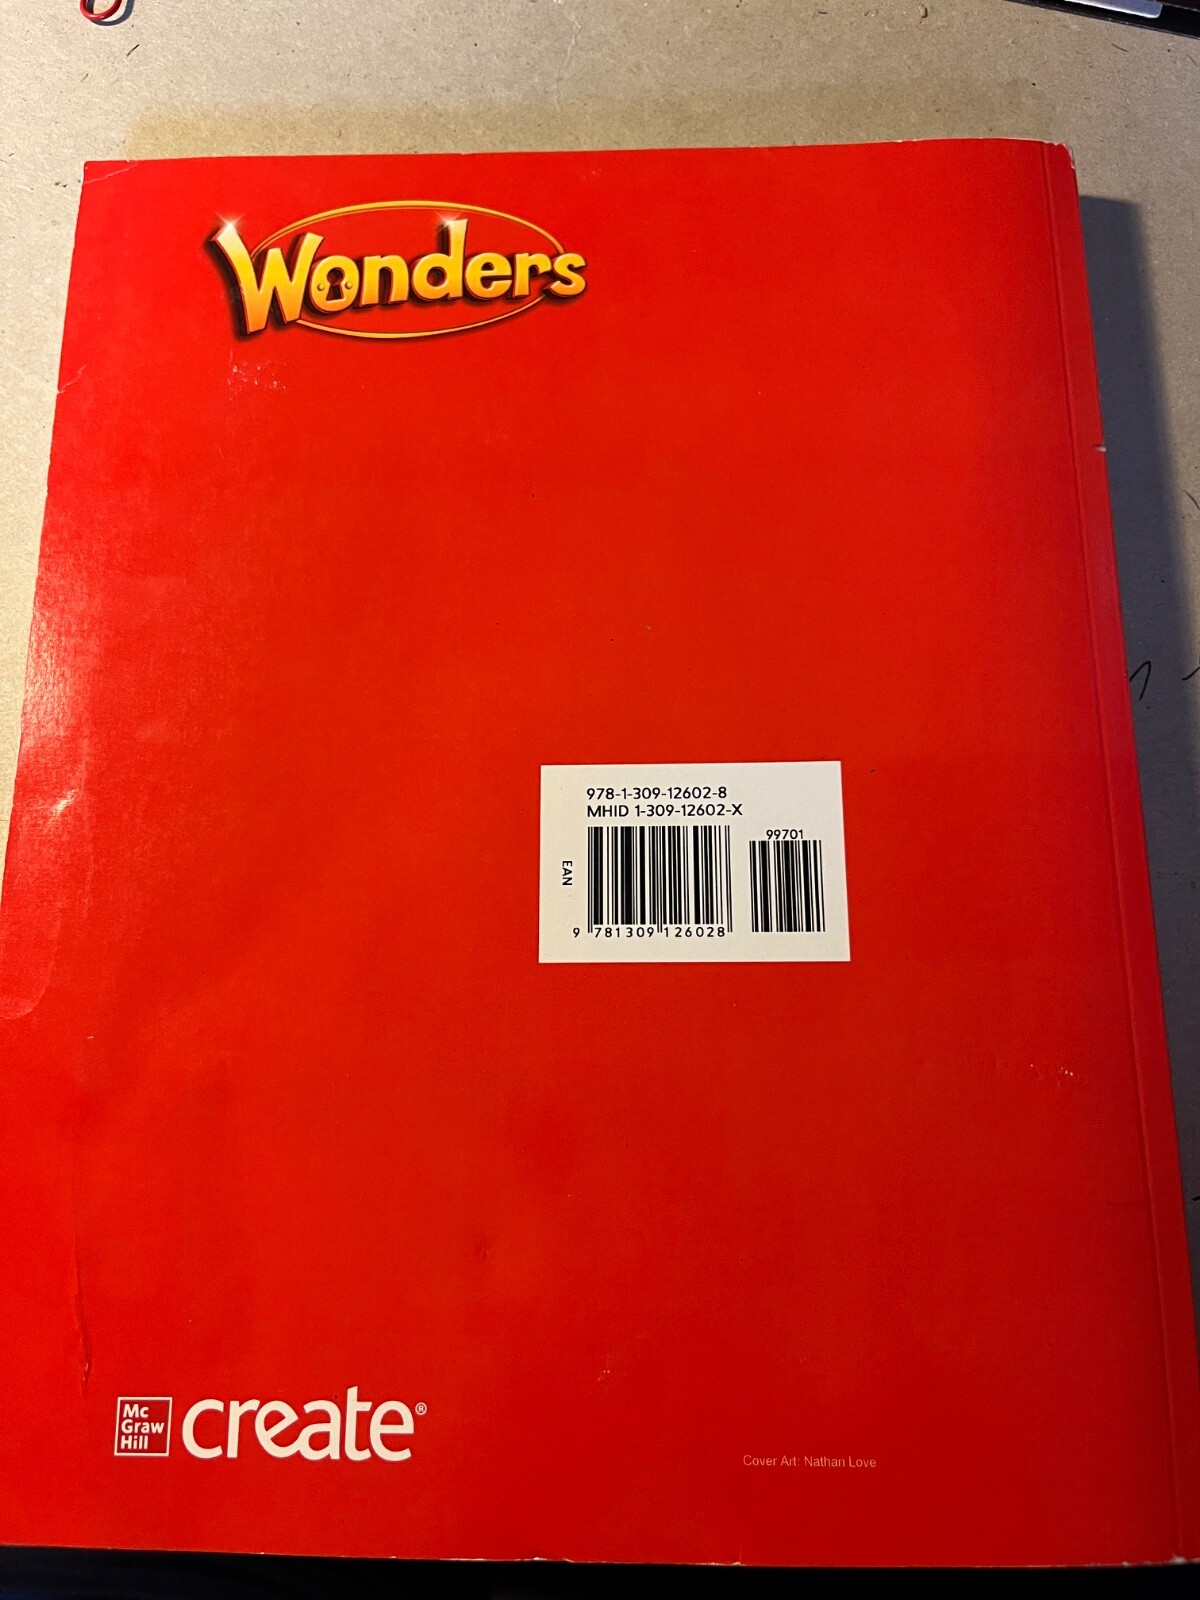 Wonders
978-1-309-12602-8
MHID 1-309-12602-X
99701
EAN
9 781309 126028
Mc
Graw
Hill
create®
Cover Art: Nathan Love